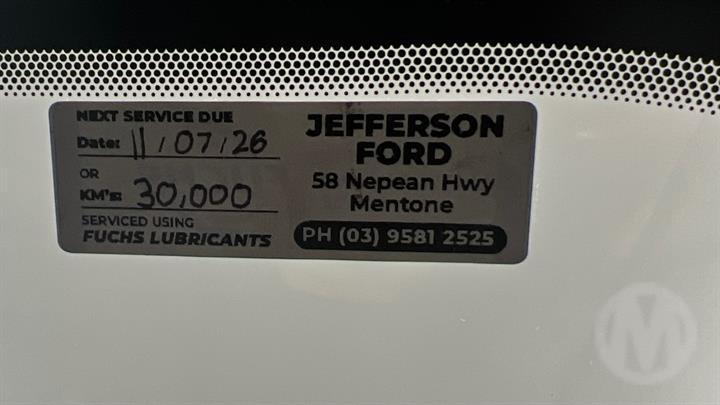 NEXT SERVICE DUE
Date: 11/07/26
OR
KM's: 30,000
SERVICED USING
FUCHS LUBRICANTS
JEFFERSON
FORD
58 Nepean Hwy
Mentone
PH (03) 9581 2525
M